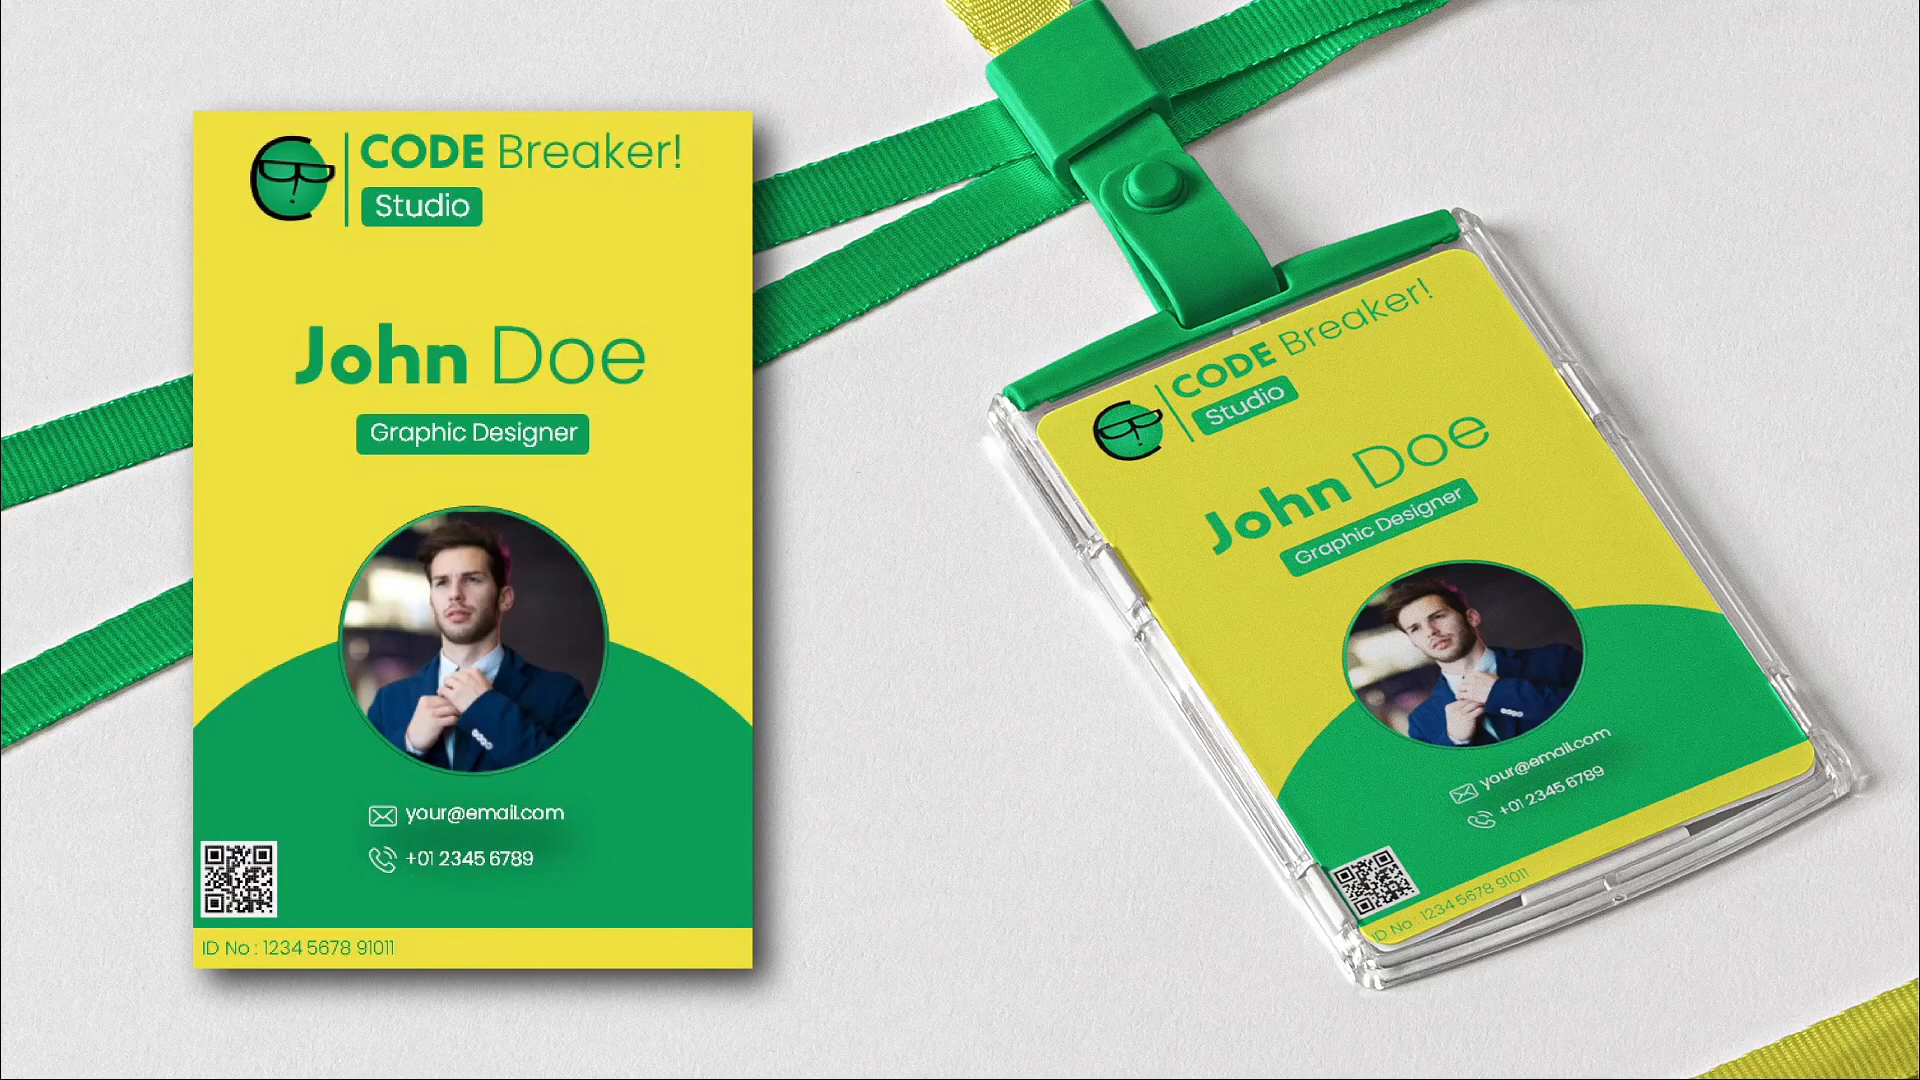 CODE Breaker!
Studio
John Doe
Graphic Designer
your@email.com
+01 2345 6789
ID No : 1234 5678 91011
CODE Breaker!
Studio
John Doe
Graphic Designer
your@email.com
+01 2345 6789
ID No : 1234 5678 91011